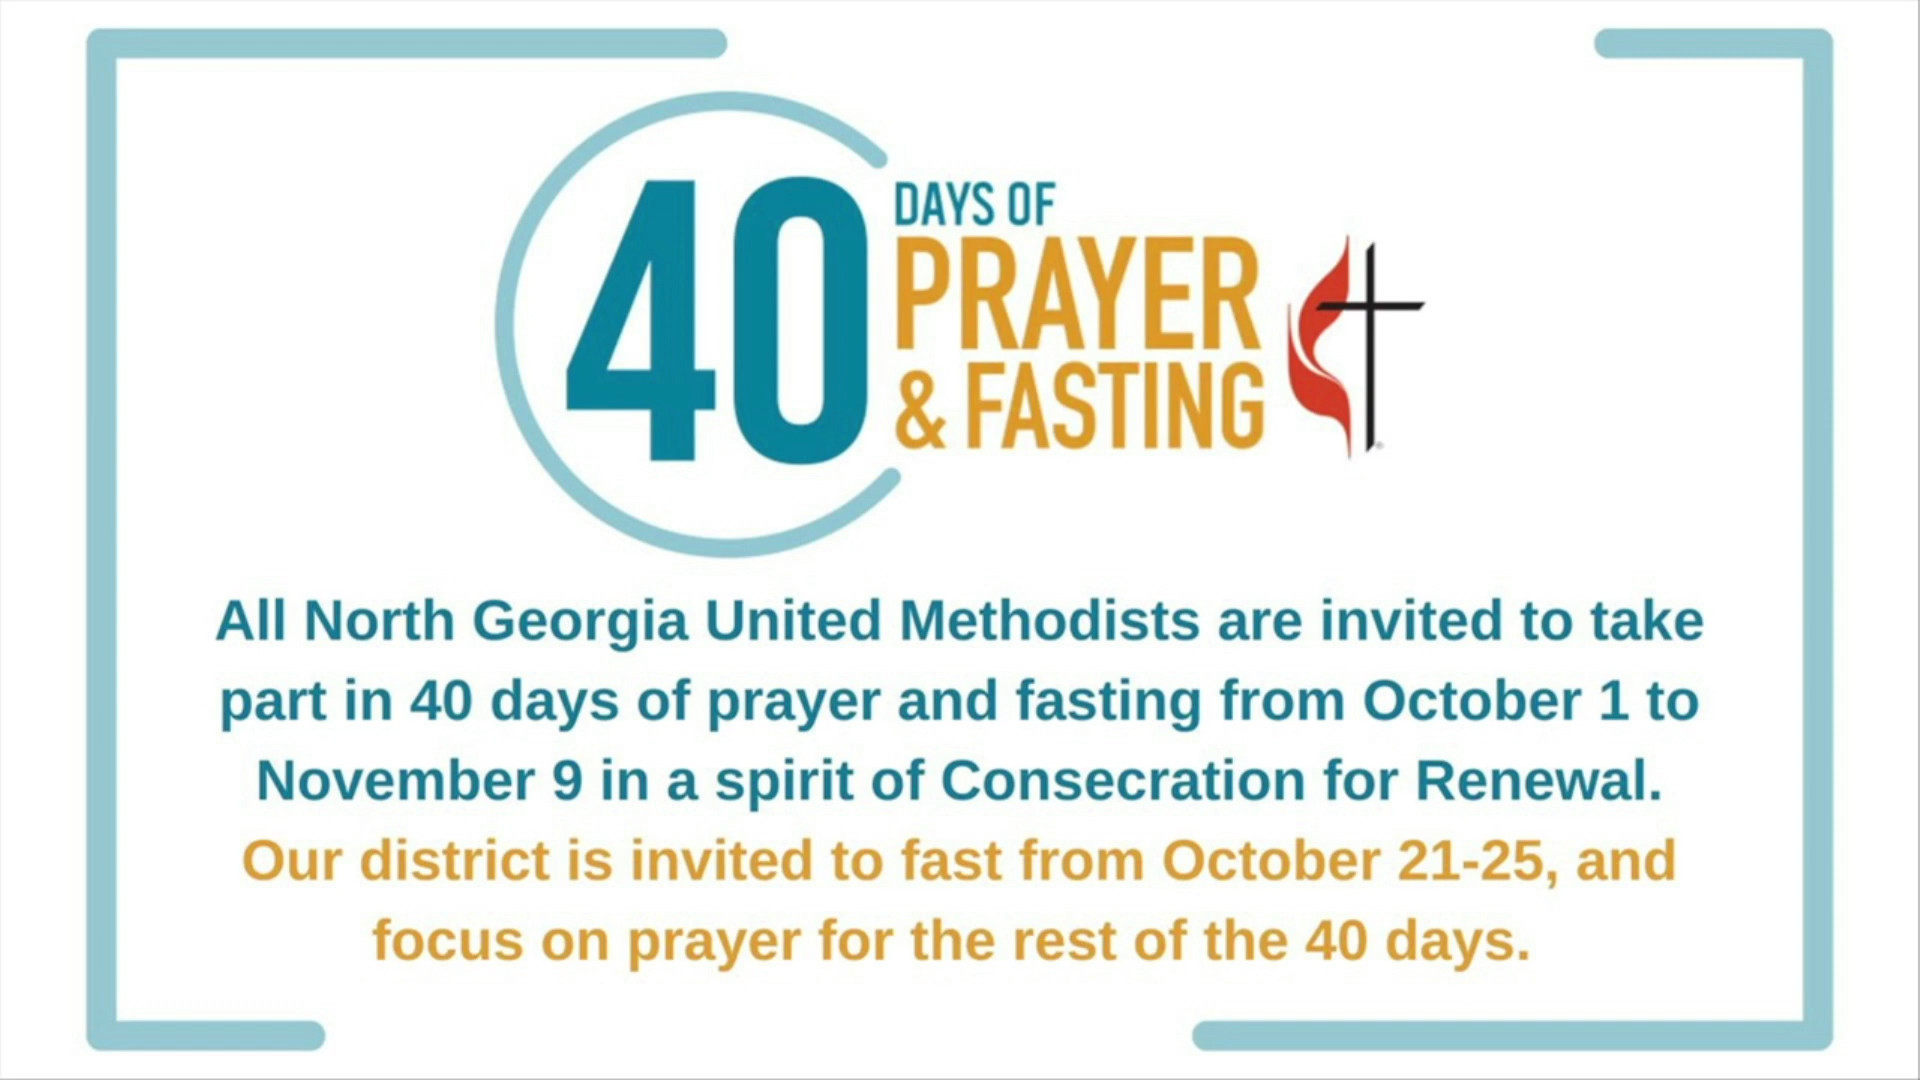 40 DAYS OF
PRAYER
& FASTING
All North Georgia United Methodists are invited to take
part in 40 days of prayer and fasting from October 1 to
November 9 in a spirit of Consecration for Renewal.
Our district is invited to fast from October 21-25, and
focus on prayer for the rest of the 40 days.